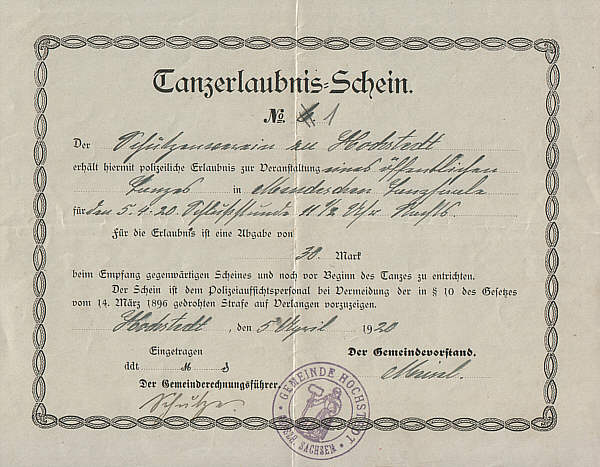 Tanzerlaubnis-Schein.
No. 1
Der Schützenverein zu Hochstedt
erhält hiermit polizeiliche Erlaubnis zur Veranstaltung eines öffentlichen
Tanzes in Tanzsaale
für den 5.4.20. Schlußstunde 11 1/2 Uhr Nachts.
Für die Erlaubnis ist eine Abgabe von
30. Mark
beim Empfang gegenwärtigen Scheines und noch vor Beginn des Tanzes zu entrichten.
Der Schein ist dem Polizeiaufsichtspersonal bei Vermeidung der in § 10 des Gesetzes
vom 14. März 1896 gedrohten Strafe auf Verlangen vorzuzeigen.
Hochstedt, den 5 April 1920
Eingetragen
Der Gemeindevorstand.
ddt
Der Gemeinderechnungsführer.
Schütze.
GEMEINDE HOCHSTEDT
SACHSEN